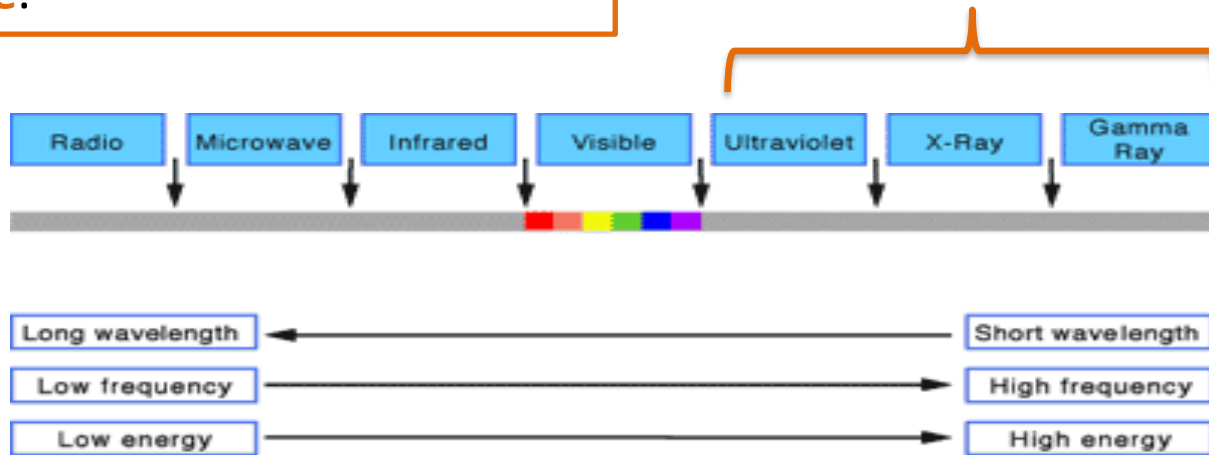 Radio Microwave Infrared Visible Ultraviolet X-Ray Gamma Ray
Long wavelength Short wavelength
Low frequency High frequency
Low energy High energy